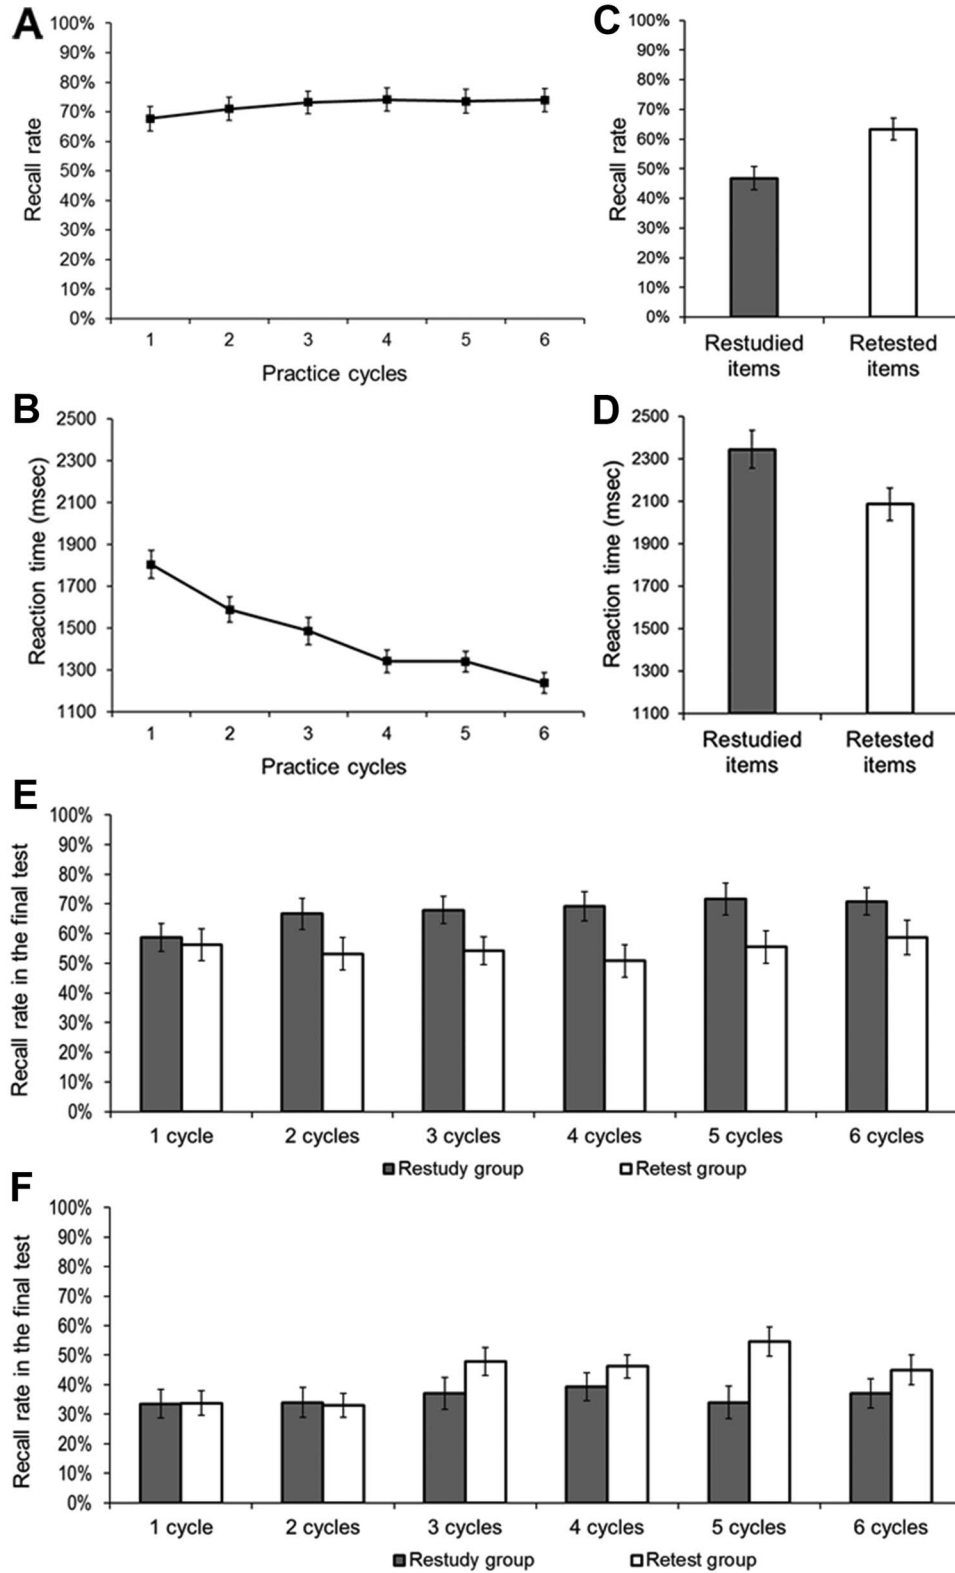 A
100%
90%
80%
70%
60%
50%
40%
30%
20%
10%
0%
Recall rate
1 2 3 4 5 6
Practice cycles
C
100%
90%
80%
70%
60%
50%
40%
30%
20%
10%
0%
Recall rate
Restudied
items
Retested
items
B
2500
2300
2100
1900
1700
1500
1300
1100
Reaction time (msec)
1 2 3 4 5 6
Practice cycles
D
2500
2300
2100
1900
1700
1500
1300
1100
Reaction time (msec)
Restudied
items
Retested
items
E
100%
90%
80%
70%
60%
50%
40%
30%
20%
10%
0%
Recall rate in the final test
1 cycle 2 cycles 3 cycles 4 cycles 5 cycles 6 cycles
Restudy group Retest group
F
100%
90%
80%
70%
60%
50%
40%
30%
20%
10%
0%
Recall rate in the final test
1 cycle 2 cycles 3 cycles 4 cycles 5 cycles 6 cycles
Restudy group Retest group